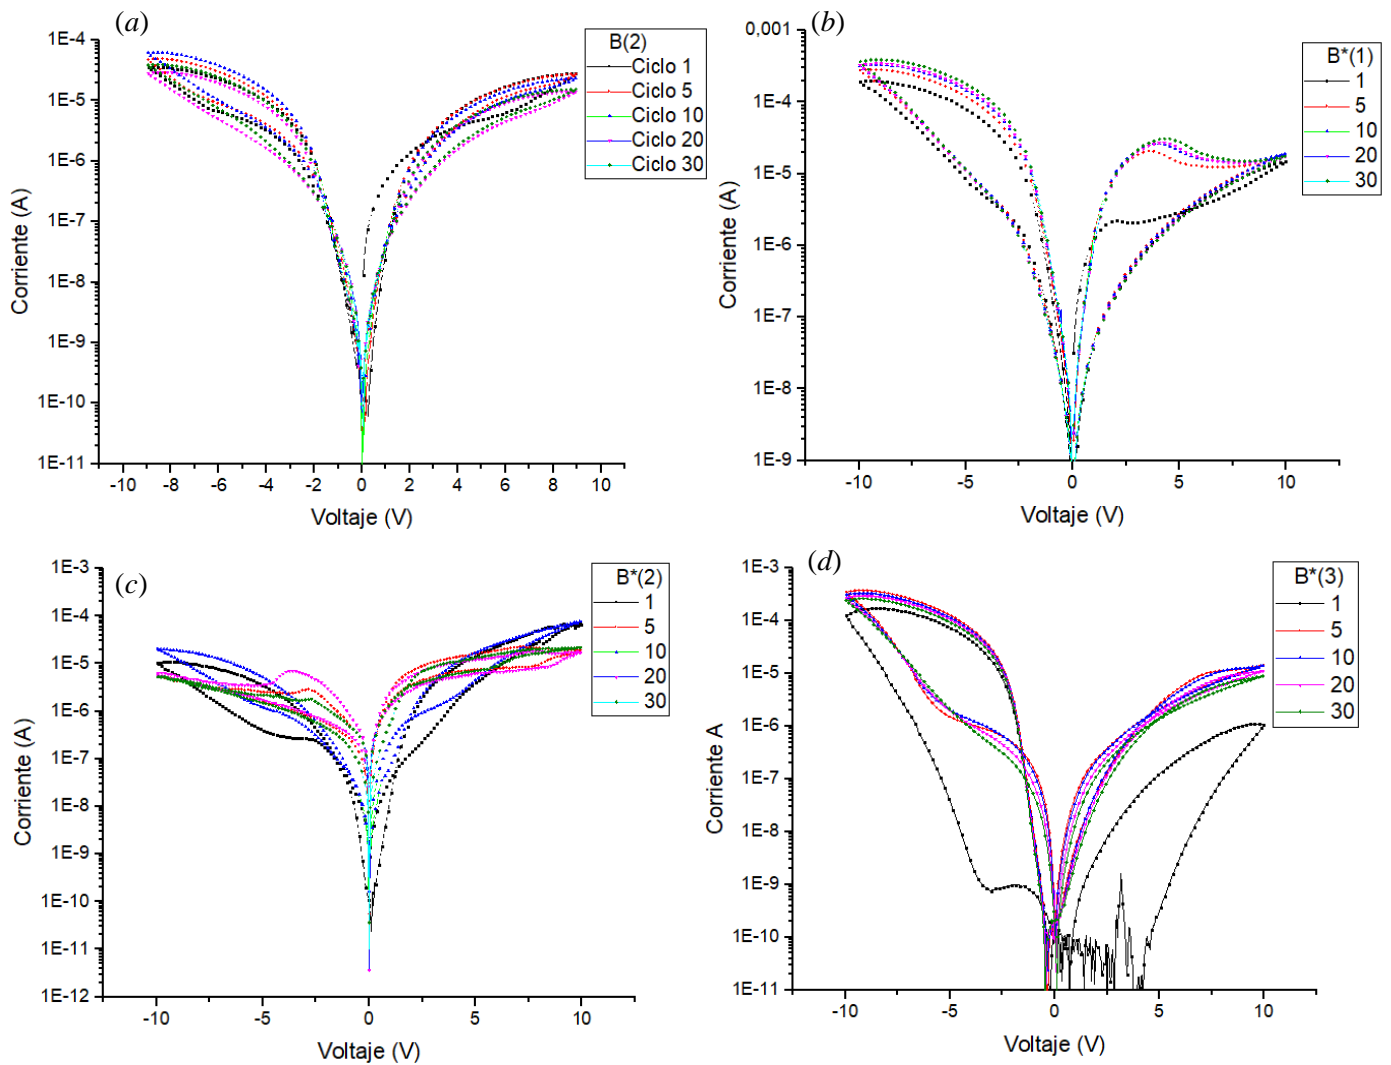 (a)
B(2)
Ciclo 1
Ciclo 5
Ciclo 10
Ciclo 20
Ciclo 30
1E-4
1E-5
1E-6
1E-7
1E-8
1E-9
1E-10
1E-11
Corriente (A)
-10 -8 -6 -4 -2 0 2 4 6 8 10
Voltaje (V)
(b)
B*(1)
1
5
10
20
30
0,001
1E-4
1E-5
1E-6
1E-7
1E-8
1E-9
Corriente (A)
-10 -5 0 5 10
Voltaje (V)
(c)
B*(2)
1
5
10
20
30
1E-3
1E-4
1E-5
1E-6
1E-7
1E-8
1E-9
1E-10
1E-11
1E-12
Corriente (A)
-10 -5 0 5 10
Voltaje (V)
(d)
B*(3)
1
5
10
20
30
1E-3
1E-4
1E-5
1E-6
1E-7
1E-8
1E-9
1E-10
1E-11
Corriente A
-10 -5 0 5 10
Voltaje (V)